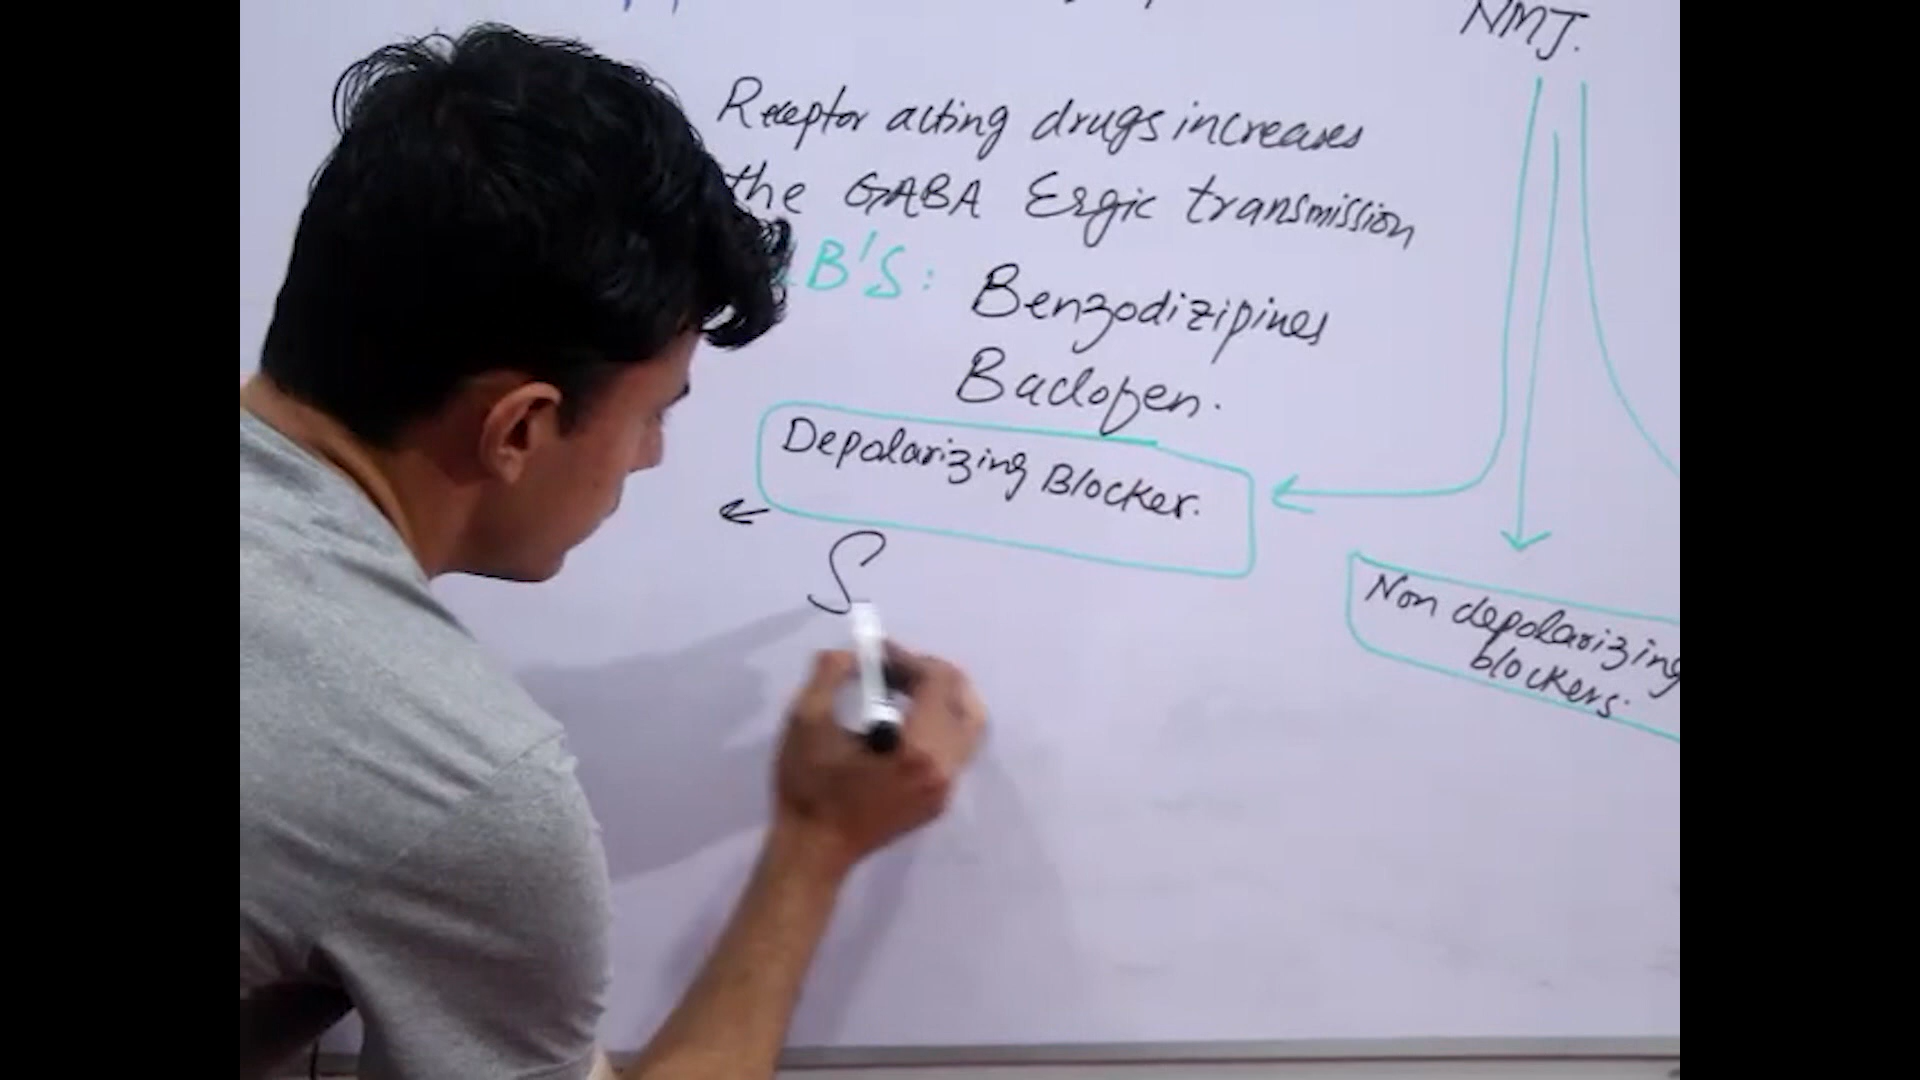 NMJ.
Receptor acting drugs increases
the GABA Ergic transmission
B'S:
Benzodizipines
Baclofen.
Depolarizing Blocker.
S
Non depolarizing
blockers.